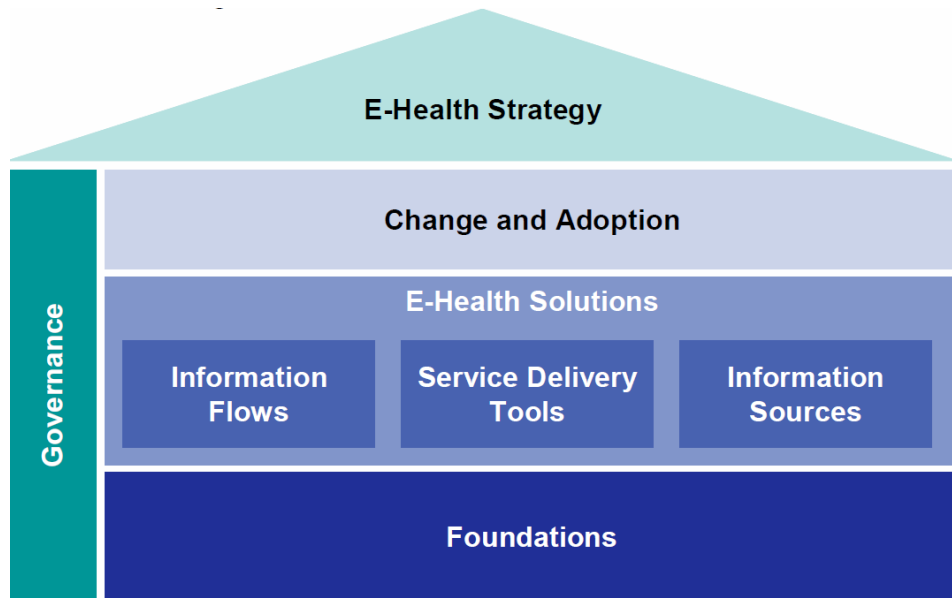 E-Health Strategy
Change and Adoption
Governance
E-Health Solutions
Information
Flows
Service Delivery
Tools
Information
Sources
Foundations